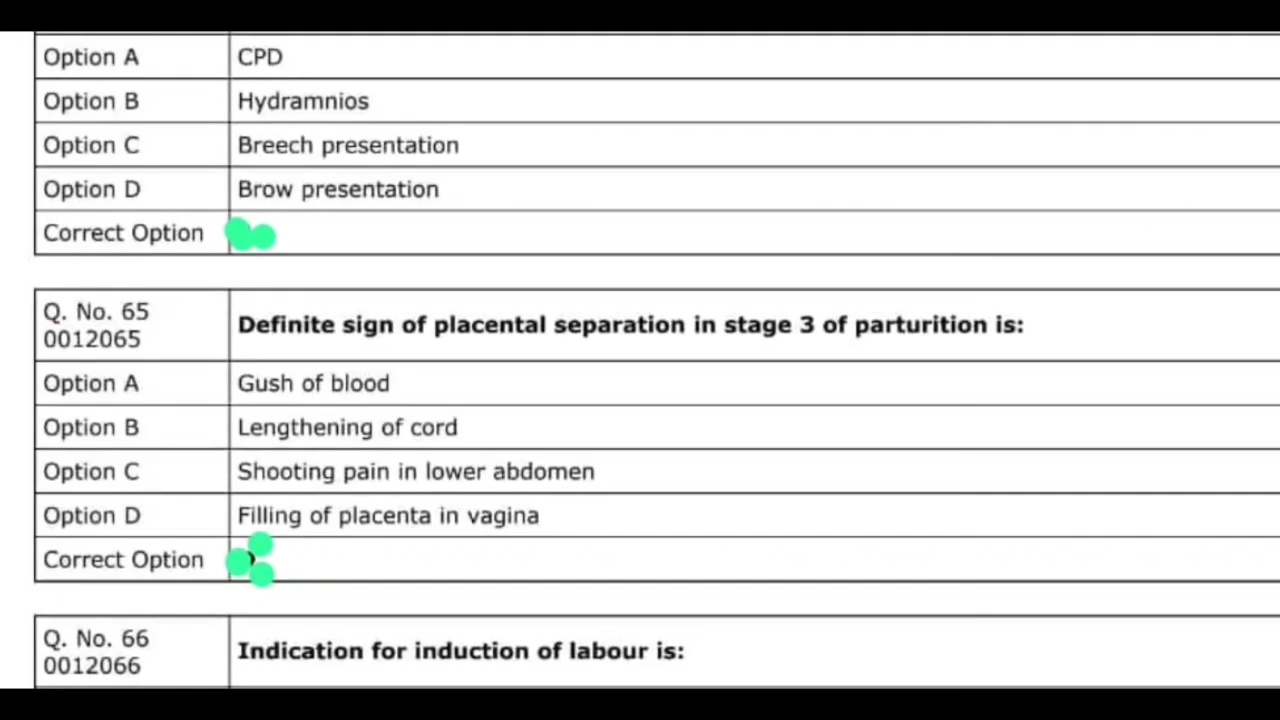 Option A CPD
Option B Hydramnios
Option C Breech presentation
Option D Brow presentation
Correct Option
Q. No. 65
0012065
Definite sign of placental separation in stage 3 of parturition is:
Option A Gush of blood
Option B Lengthening of cord
Option C Shooting pain in lower abdomen
Option D Filling of placenta in vagina
Correct Option
Q. No. 66
0012066
Indication for induction of labour is: